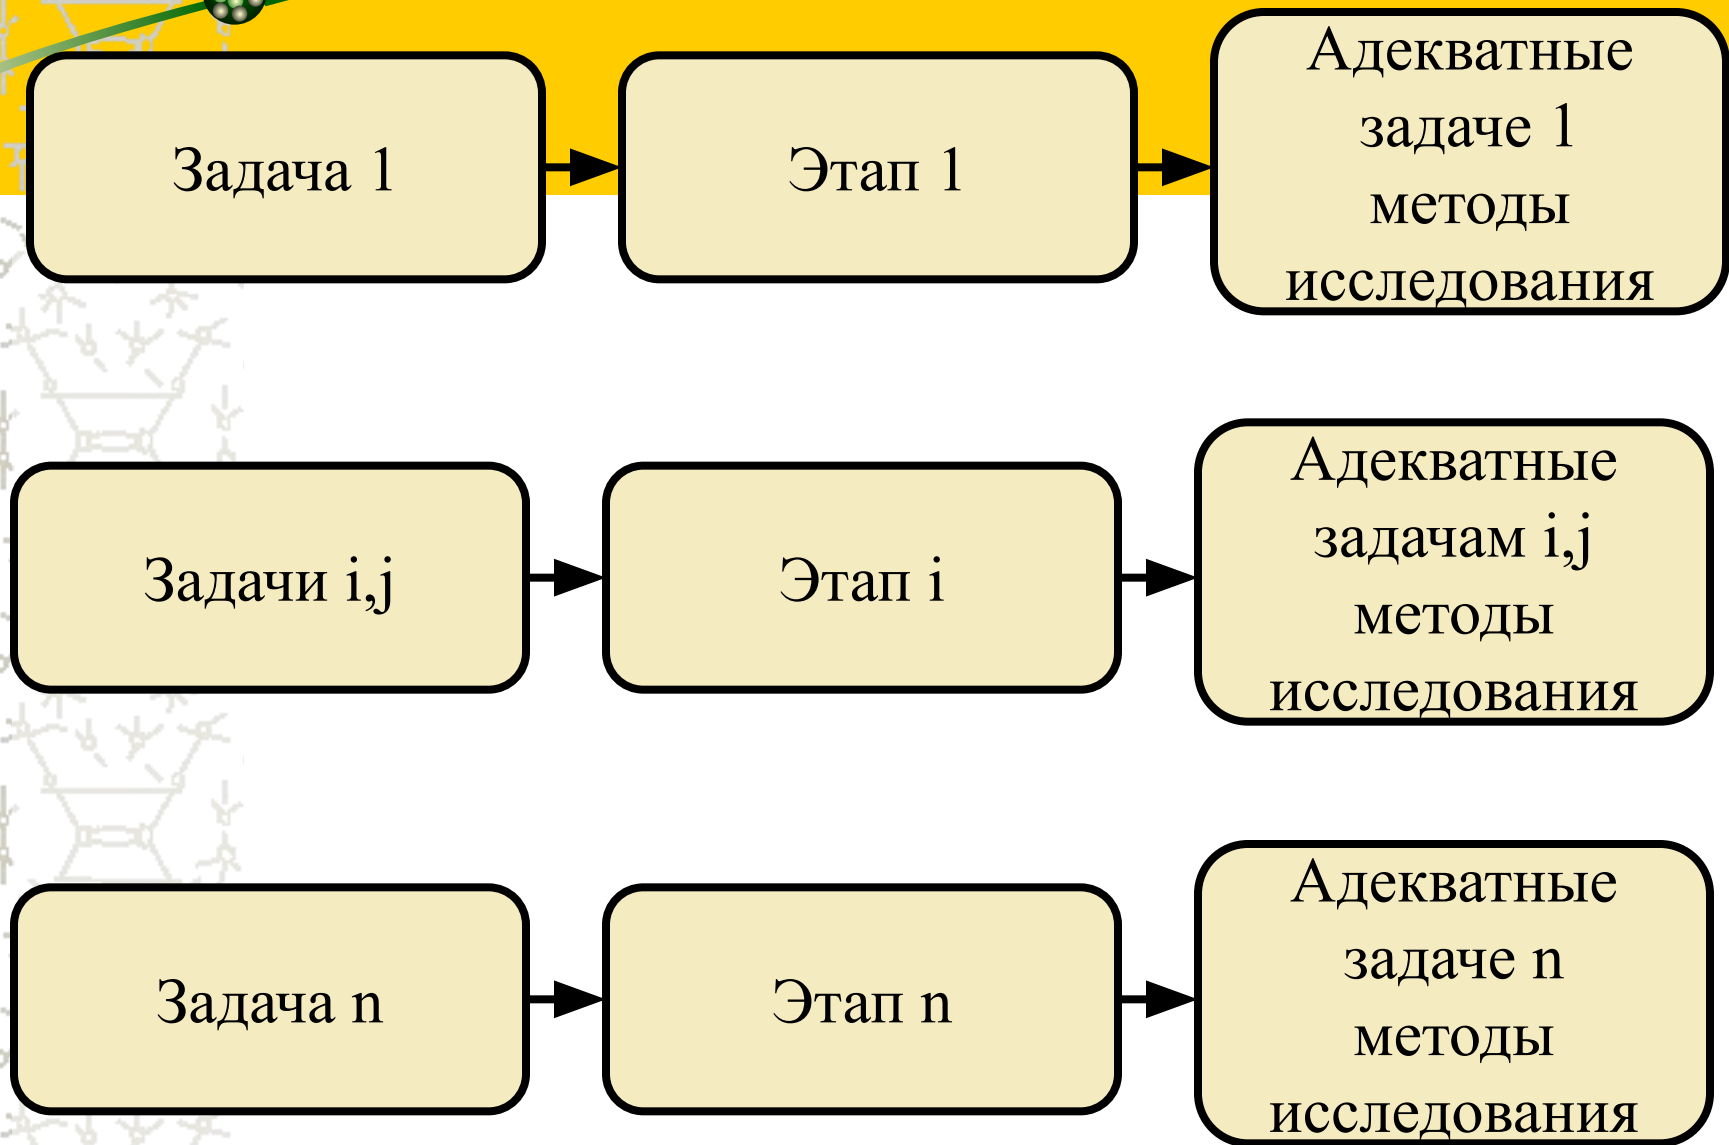 Задача 1
Этап 1
Адекватные
задаче 1
методы
исследования
Задачи i,j
Этап i
Адекватные
задачам i,j
методы
исследования
Задача n
Этап n
Адекватные
задаче n
методы
исследования